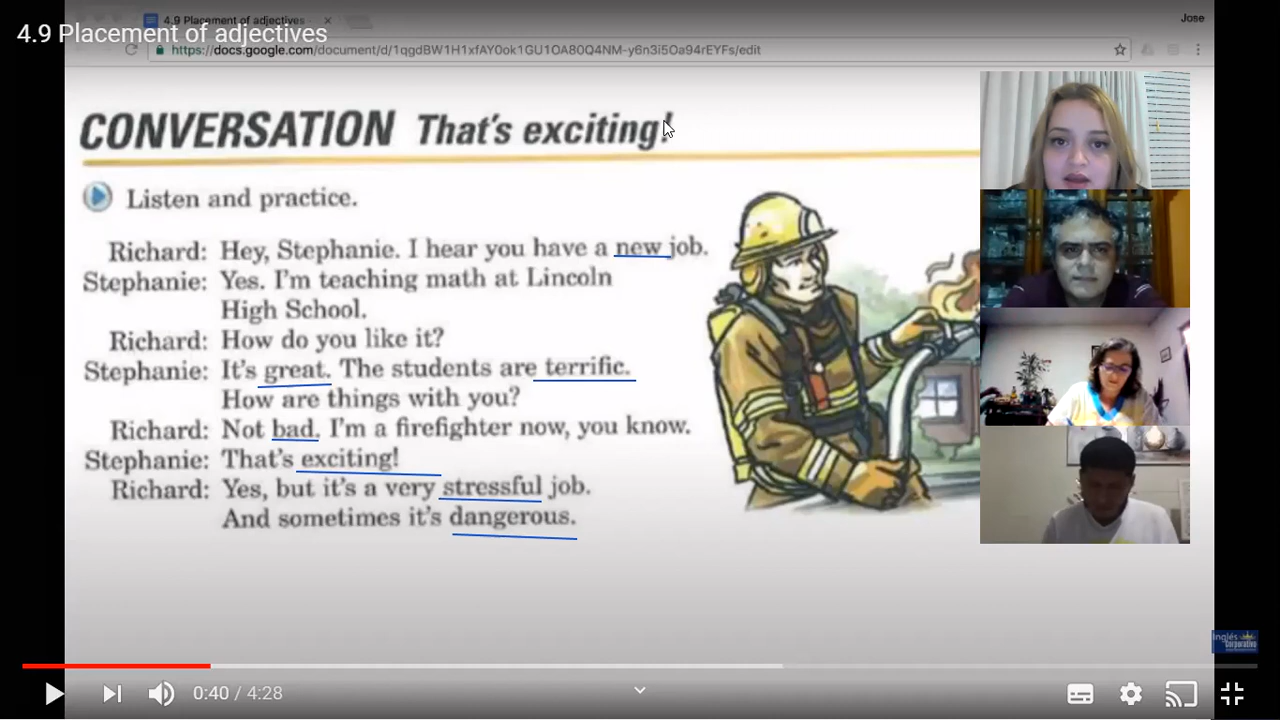 4.9 Placement of adjectives
4.9 Placement of adjectives
Jose
https://docs.google.com/document/d/1qgdBW1H1xfAY0ok1GU1OA80Q4NM-y6n3i5Oa94rEYFs/edit
CONVERSATION That's exciting!
Listen and practice.
Richard: Hey, Stephanie. I hear you have a new job.
Stephanie: Yes. I'm teaching math at Lincoln
High School.
Richard: How do you like it?
Stephanie: It's great. The students are terrific.
How are things with you?
Richard: Not bad. I'm a firefighter now, you know.
Stephanie: That's exciting!
Richard: Yes, but it's a very stressful job.
And sometimes it's dangerous.
Inglés
Corporativo
0:40 / 4:28